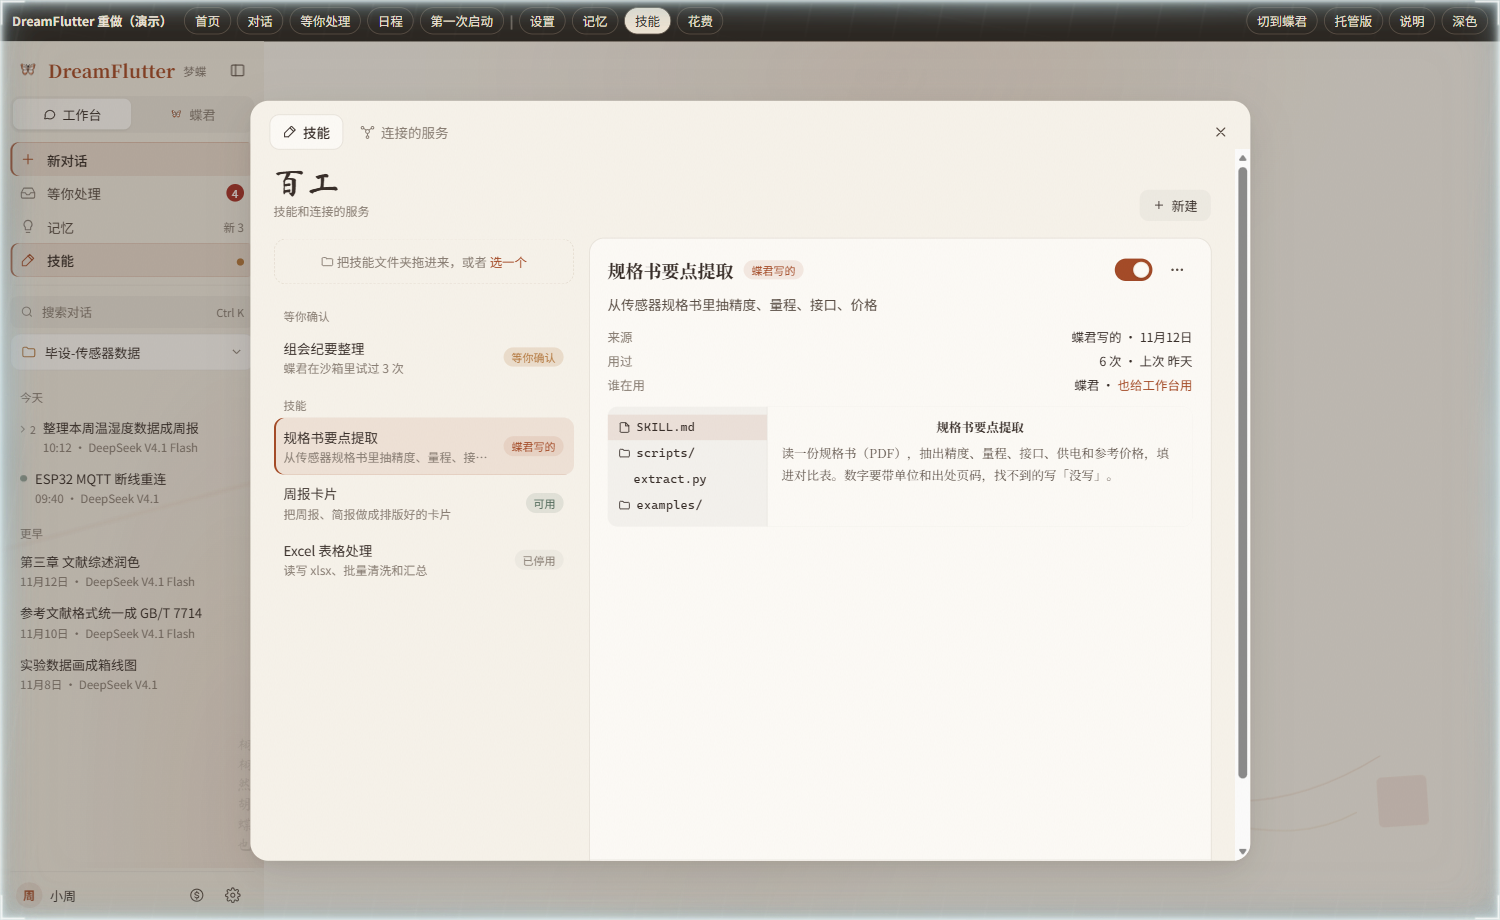 DreamFlutter 重做（演示） 首页 对话 等你处理 日程 第一次启动 | 设置 记忆 技能 花费 切到蝶君 托管版 说明 深色
DreamFlutter 梦蝶
工作台 蝶君
新对话
等你处理 4
记忆 新 3
技能
搜索对话 Ctrl K
毕设-传感器数据
今天
2 整理本周温湿度数据成周报
10:12 • DeepSeek V4.1 Flash
ESP32 MQTT 断线重连
09:40 • DeepSeek V4.1
更早
第三章 文献综述润色
11月12日 • DeepSeek V4.1 Flash
参考文献格式统一成 GB/T 7714
11月10日 • DeepSeek V4.1 Flash
实验数据画成箱线图
11月8日 • DeepSeek V4.1
周 小周
技能 连接的服务
百工
技能和连接的服务
新建
把技能文件夹拖进来，或者 选一个
等你确认
组会纪要整理
蝶君在沙箱里试过 3 次
等你确认
技能
规格书要点提取
从传感器规格书里抽精度、量程、接…
蝶君写的
周报卡片
把周报、简报做成排版好的卡片
可用
Excel 表格处理
读写 xlsx、批量清洗和汇总
已停用
规格书要点提取 蝶君写的
从传感器规格书里抽精度、量程、接口、价格
来源 蝶君写的 • 11月12日
用过 6 次 • 上次 昨天
谁在用 蝶君 • 也给工作台用
SKILL.md
scripts/
extract.py
examples/
规格书要点提取
读一份规格书（PDF），抽出精度、量程、接口、供电和参考价格，填
进对比表。数字要带单位和出处页码，找不到的写「没写」。